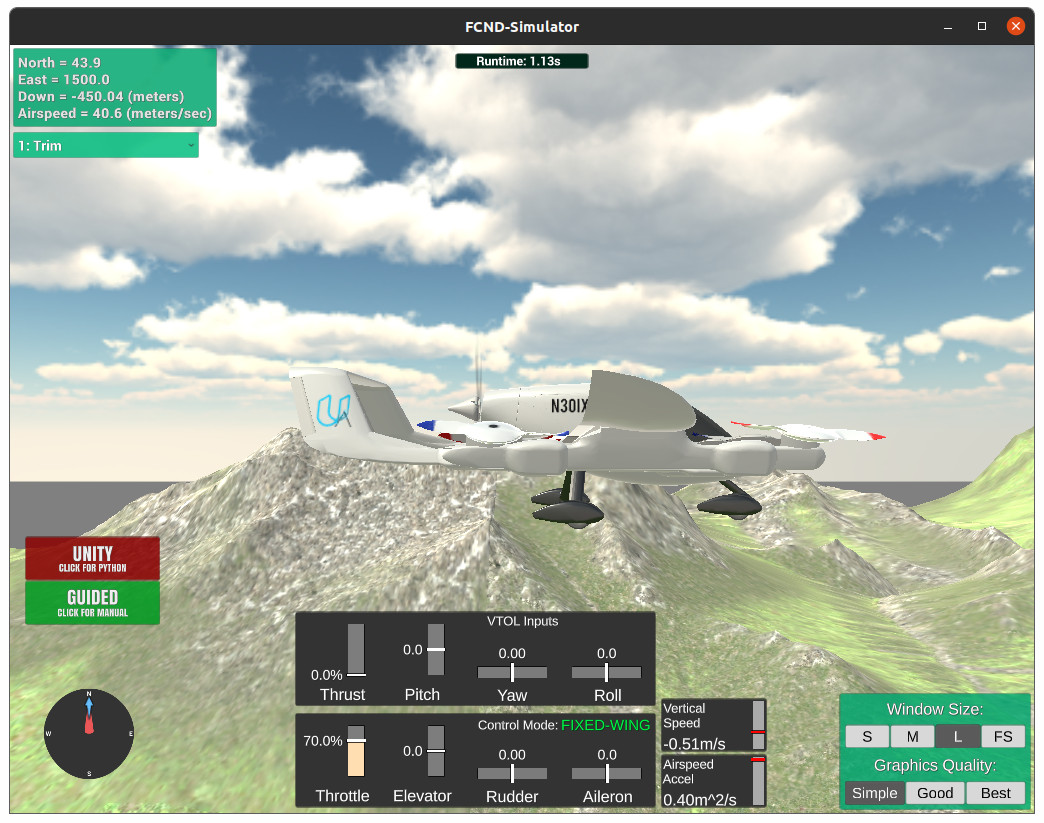 FCND-Simulator
North = 43.9
East = 1500.0
Down = -450.04 (meters)
Airspeed = 40.6 (meters/sec)
Runtime: 1.13s
1: Trim
N301X
UNITY
CLICK FOR PYTHON
GUIDED
CLICK FOR MANUAL
N
W
E
S
VTOL Inputs
0.0%
Thrust
0.0
Pitch
0.00
Yaw
0.0
Roll
Control Mode: FIXED-WING
70.0%
Throttle
0.0
Elevator
0.00
Rudder
0.0
Aileron
Vertical
Speed
-0.51m/s
Airspeed
Accel
0.40m^2/s
Window Size:
S M L FS
Graphics Quality:
Simple Good Best